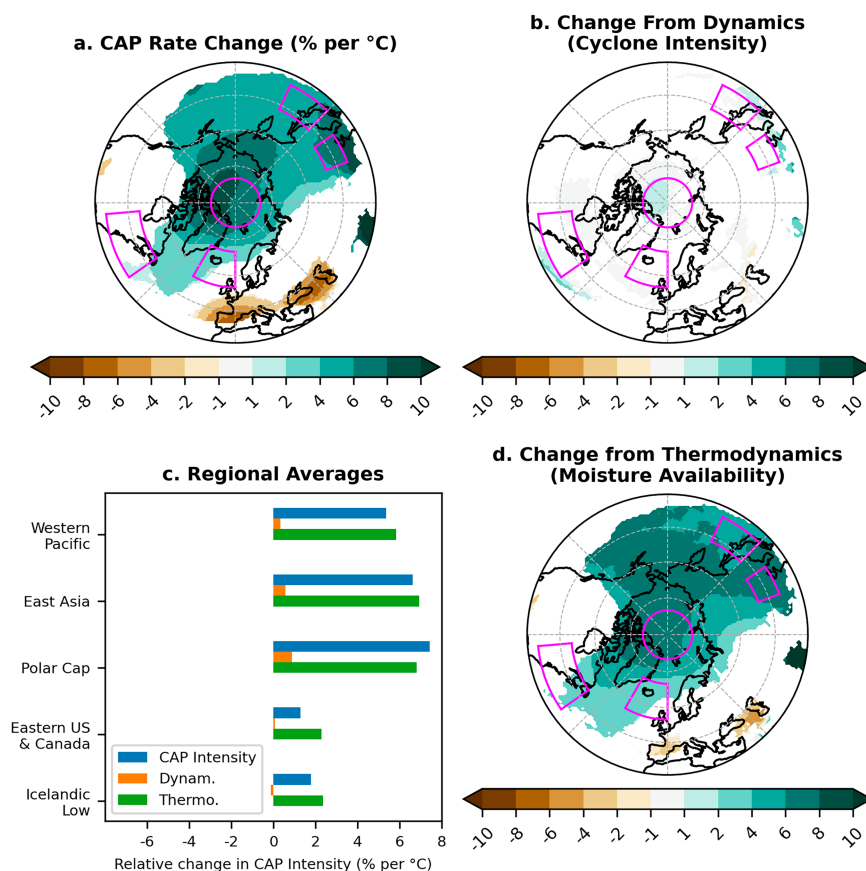 a. CAP Rate Change (% per °C)
-10 -8 -6 -4 -2 -1 1 2 4 6 8 10
b. Change From Dynamics
(Cyclone Intensity)
-10 -8 -6 -4 -2 -1 1 2 4 6 8 10
c. Regional Averages
Western
Pacific
East Asia
Polar Cap
Eastern US
& Canada
Icelandic
Low
CAP Intensity
Dynam.
Thermo.
-6 -4 -2 0 2 4 6 8
Relative change in CAP Intensity (% per °C)
d. Change from Thermodynamics
(Moisture Availability)
-10 -8 -6 -4 -2 -1 1 2 4 6 8 10